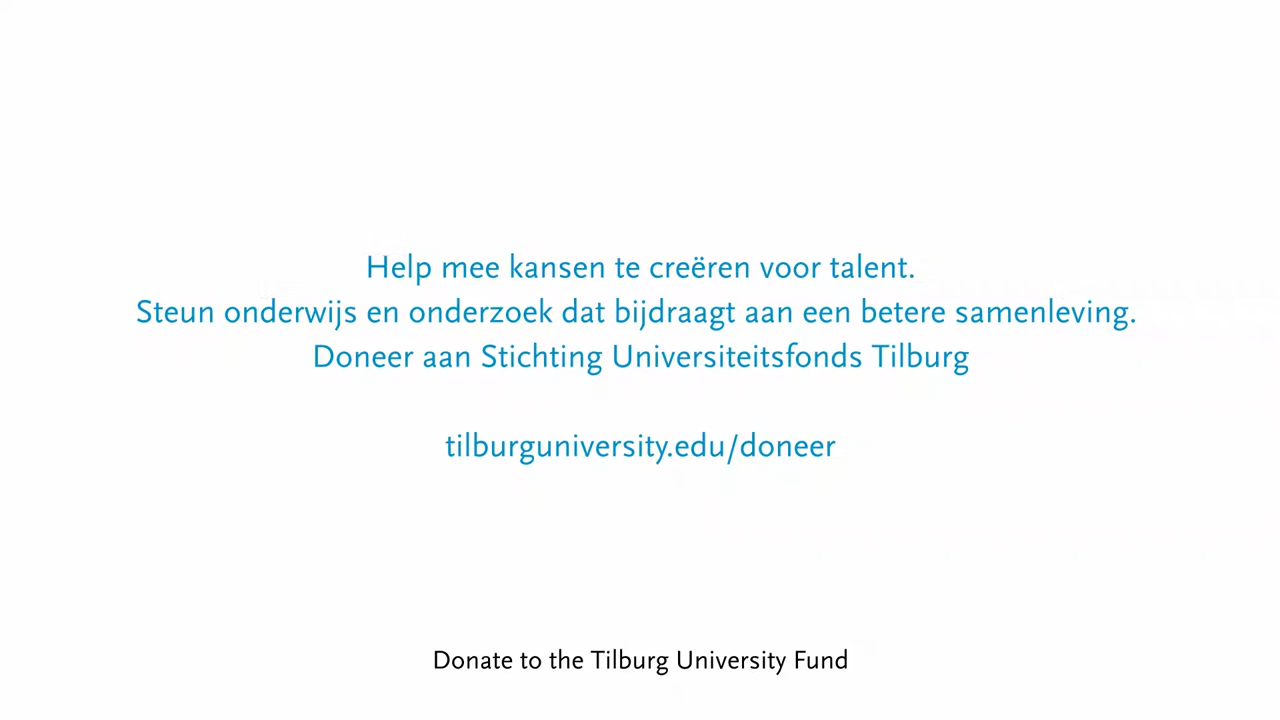 Help mee kansen te creëren voor talent.
Steun onderwijs en onderzoek dat bijdraagt aan een betere samenleving.
Doneer aan Stichting Universiteitsfonds Tilburg
tilburguniversity.edu/doneer
Donate to the Tilburg University Fund